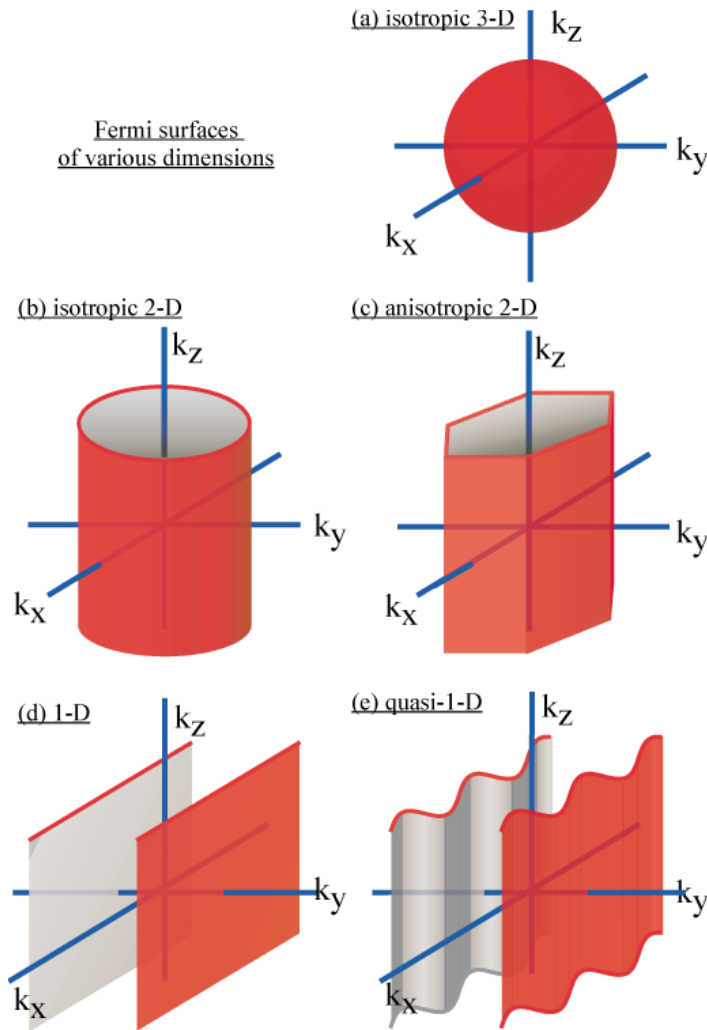 (a) isotropic 3-D
k_z
Fermi surfaces
of various dimensions
k_y
k_x
(b) isotropic 2-D
k_z
k_y
k_x
(c) anisotropic 2-D
k_z
k_y
k_x
(d) 1-D
k_z
k_y
k_x
(e) quasi-1-D
k_z
k_y
k_x